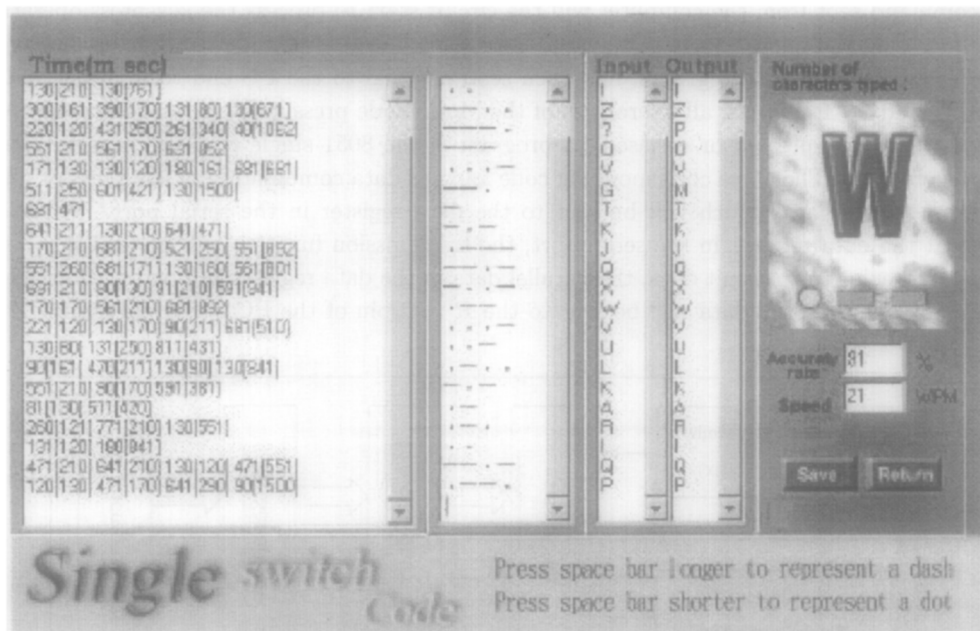 Time(m sec)
Input Output
130[210] 130[761] I I
300[161] 390[170] 131[80] 130[671] Z Z
220[120] 431[250] 261[340] 40[1062] ? P
551[210] 561[170] 631[892] O O
171[130] 130[120] 180[161] 681[681] V V
511[250] 601[421] 130[1500] G M
681[471] T T
641[211] 130[210] 641[471] K K
170[210] 681[210] 521[250] 551[892] J J
551[260] 681[171] 130[160] 561[801] Q Q
691[210] 90[130] 91[210] 591[941] X X
170[170] 561[210] 681[892] W W
221[120] 130[170] 90[211] 681[510] V V
130[80] 131[290] 811[431] U U
90[161] 470[211] 130[90] 130[841] L L
551[210] 90[170] 591[381] K K
81[130] 511[420] A A
260[121] 771[210] 130[551] R R
131[120] 160[841] I I
471[210] 641[210] 130[120] 471[551] Q Q
120[130] 471[170] 641[290] 90[1500] P P
Number of
characters typed :
W
Accurate rate 91 %
Speed 21 WPM
Save Return
Single switch
Code
Press space bar longer to represent a dash
Press space bar shorter to represent a dot